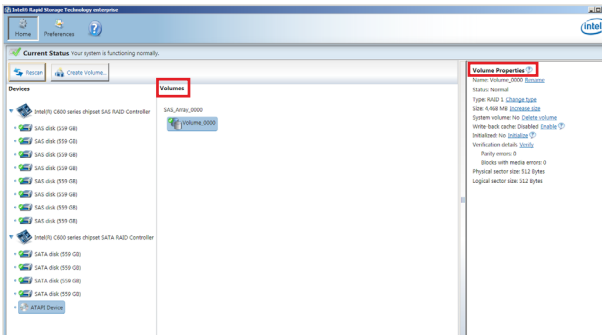 Intel® Rapid Storage Technology enterprise
Home
Preferences
?
intel
Current Status Your system is functioning normally.
Rescan
Create Volume...
Devices
Intel(R) C600 series chipset SAS RAID Controller
SAS disk (559 GB)
SAS disk (559 GB)
SAS disk (559 GB)
SAS disk (559 GB)
SAS disk (559 GB)
SAS disk (559 GB)
SAS disk (559 GB)
SAS disk (559 GB)
Intel(R) C600 series chipset SATA RAID Controller
SATA disk (559 GB)
SATA disk (559 GB)
SATA disk (559 GB)
SATA disk (559 GB)
ATAPI Device
Volumes
SAS_Array_0000
Volume_0000
Volume Properties ?
Name: Volume_0000 Rename
Status: Normal
Type: RAID 1 Change type
Size: 4,468 MB Increase size
System volume: No Delete volume
Write-back cache: Disabled Enable ?
Initialized: No Initialize ?
Verification details Verify
Parity errors: 0
Blocks with media errors: 0
Physical sector size: 512 Bytes
Logical sector size: 512 Bytes